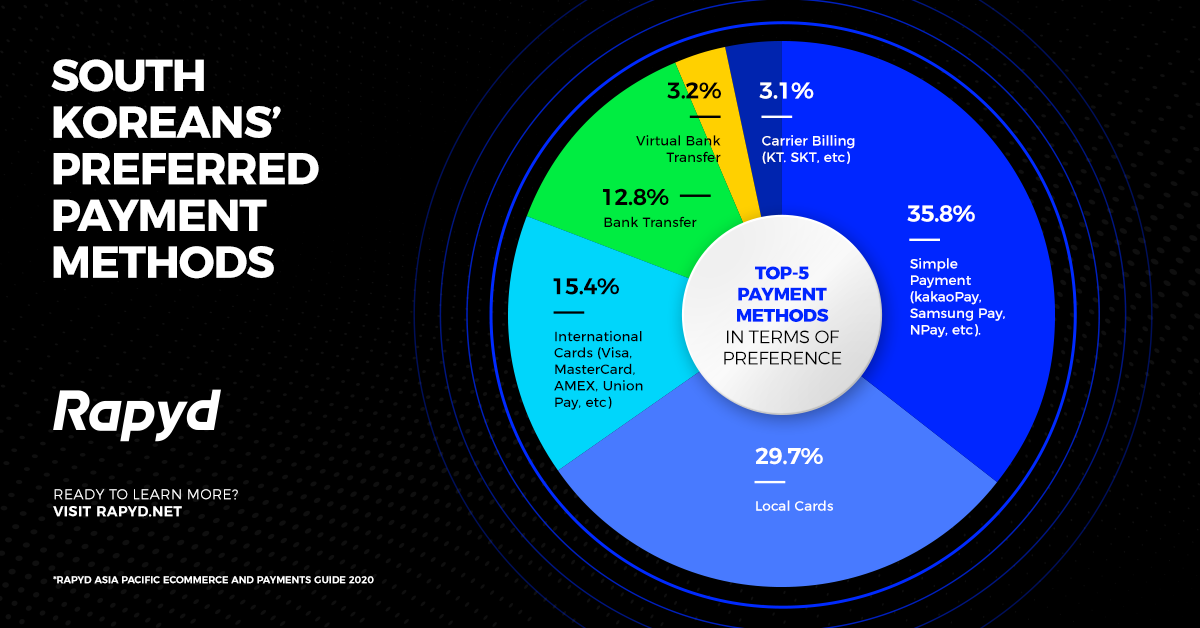 SOUTH
KOREANS’
PREFERRED
PAYMENT
METHODS
Rapyd
READY TO LEARN MORE?
VISIT RAPYD.NET
*RAPYD ASIA PACIFIC ECOMMERCE AND PAYMENTS GUIDE 2020
3.2%
Virtual Bank
Transfer
3.1%
Carrier Billing
(KT. SKT, etc)
12.8%
Bank Transfer
35.8%
Simple
Payment
(kakaoPay,
Samsung Pay,
NPay, etc).
15.4%
International
Cards (Visa,
MasterCard,
AMEX, Union
Pay, etc)
TOP-5
PAYMENT
METHODS
IN TERMS OF
PREFERENCE
29.7%
Local Cards